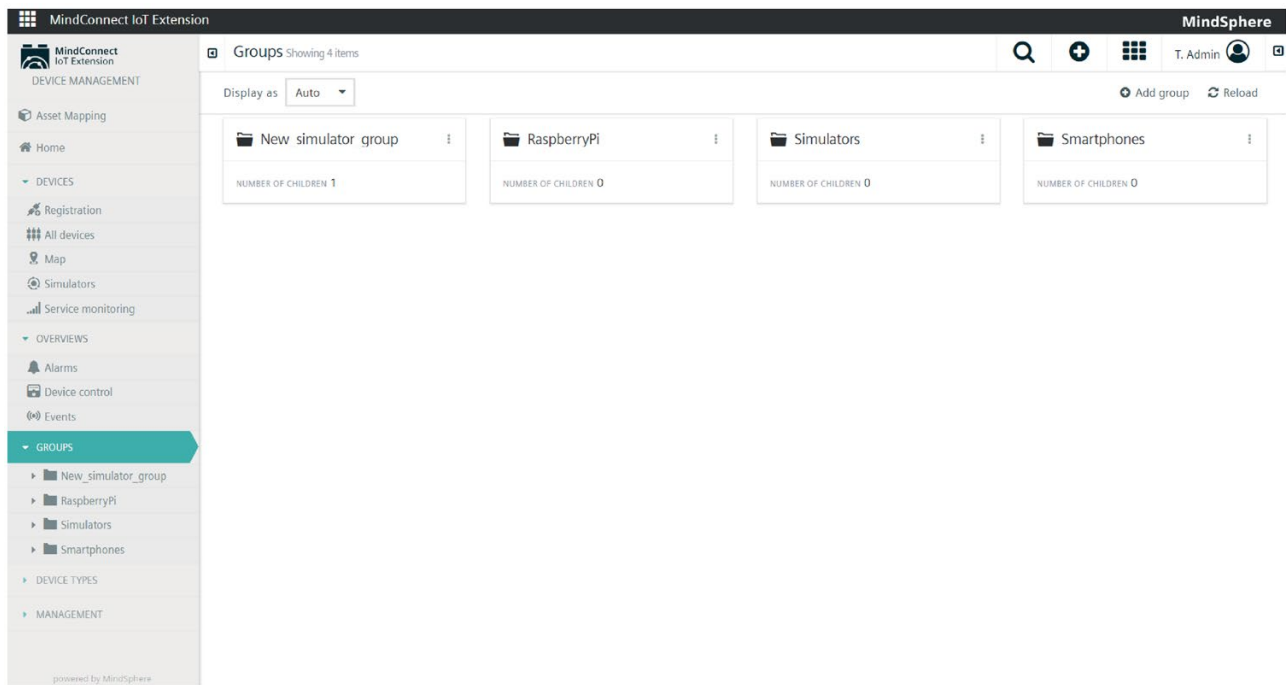 MindConnect IoT Extension
MindSphere
MindConnect
IoT Extension
DEVICE MANAGEMENT
Asset Mapping
Home
DEVICES
Registration
All devices
Map
Simulators
Service monitoring
OVERVIEWS
Alarms
Device control
Events
GROUPS
New_simulator_group
RaspberryPi
Simulators
Smartphones
DEVICE TYPES
MANAGEMENT
powered by MindSphere
Groups Showing 4 items
T. Admin
Display as Auto
Add group Reload
New_simulator_group
NUMBER OF CHILDREN 1
RaspberryPi
NUMBER OF CHILDREN 0
Simulators
NUMBER OF CHILDREN 0
Smartphones
NUMBER OF CHILDREN 0